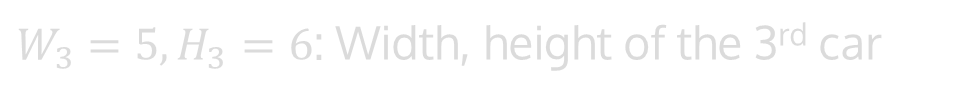 W₃ = 5, H₃ = 6: Width, height of the 3ʳᵈ car